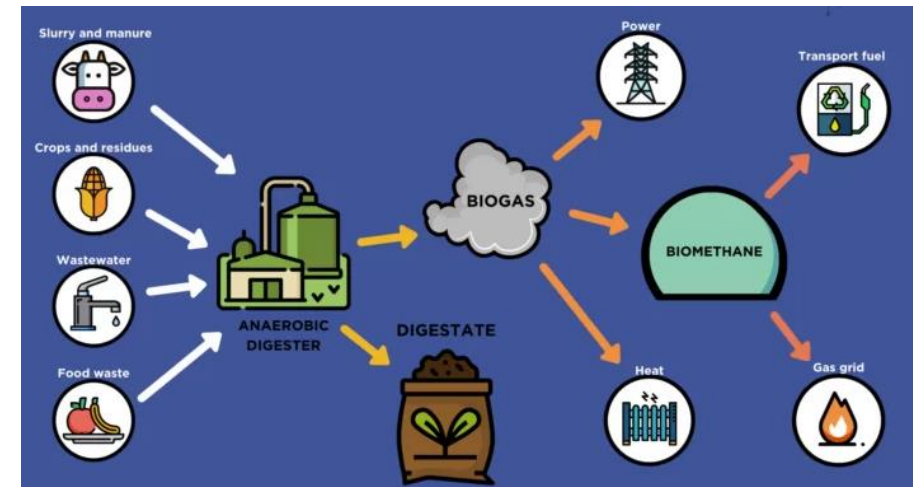 Slurry and manure
Crops and residues
Wastewater
Food waste
ANAEROBIC
DIGESTER
BIOGAS
DIGESTATE
Power
Heat
BIOMETHANE
Transport fuel
Gas grid